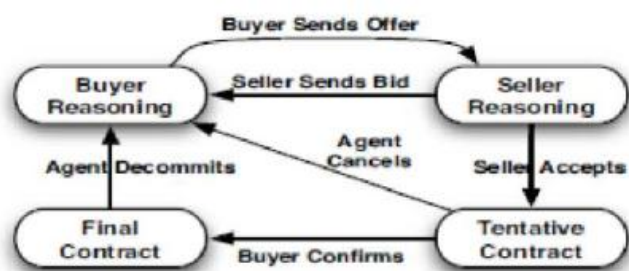 Buyer Sends Offer
Buyer
Reasoning
Seller Sends Bid
Seller
Reasoning
Agent
Cancels
Agent Decommits
Seller Accepts
Final
Contract
Buyer Confirms
Tentative
Contract